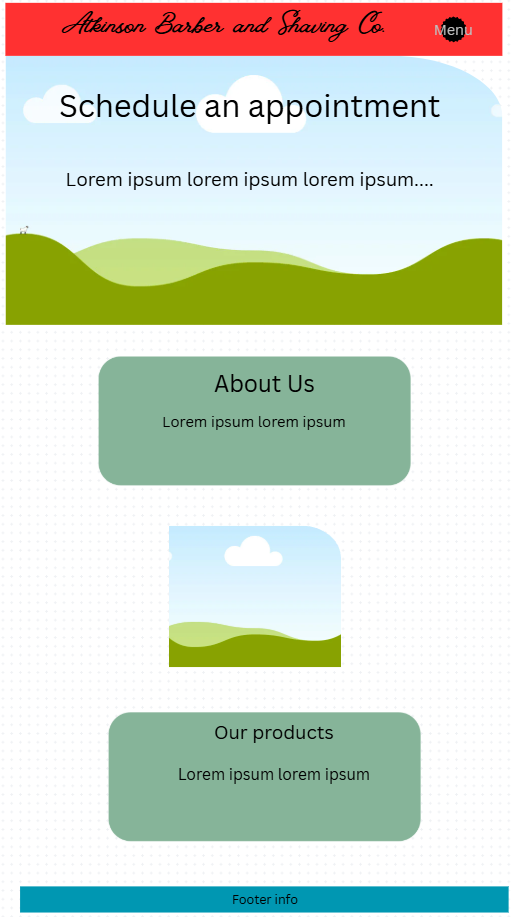 Atkinson Barber and Shaving Co.
Menu
Schedule an appointment
Lorem ipsum lorem ipsum lorem ipsum....
About Us
Lorem ipsum lorem ipsum
Our products
Lorem ipsum lorem ipsum
Footer info